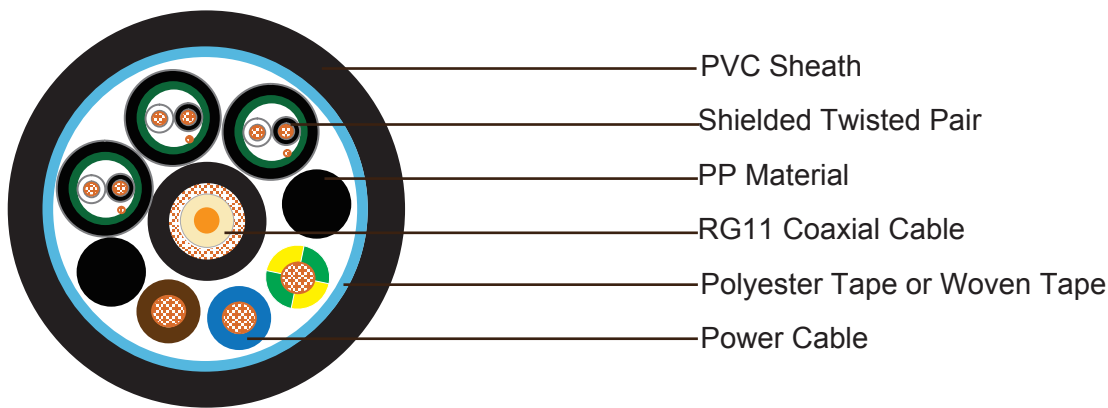 PVC Sheath
Shielded Twisted Pair
PP Material
RG11 Coaxial Cable
Polyester Tape or Woven Tape
Power Cable